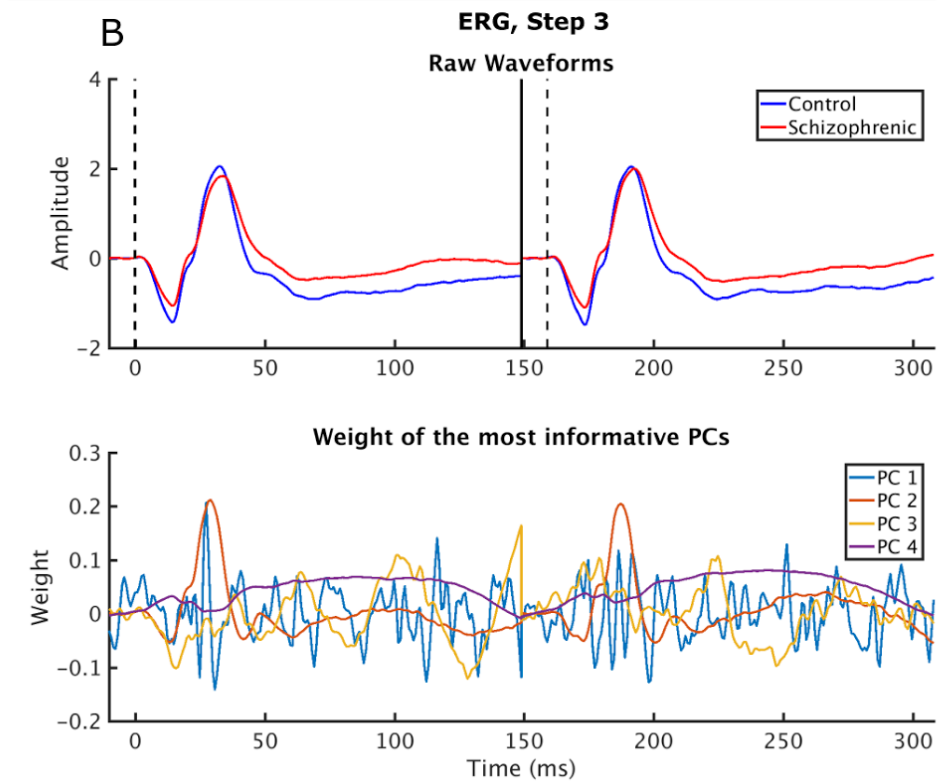 B
ERG, Step 3
Raw Waveforms
4
2
0
−2
Amplitude
Control
Schizophrenic
0 50 100 150 200 250 300
Weight of the most informative PCs
0.3
0.2
0.1
0
−0.1
−0.2
Weight
PC 1
PC 2
PC 3
PC 4
0 50 100 150 200 250 300
Time (ms)